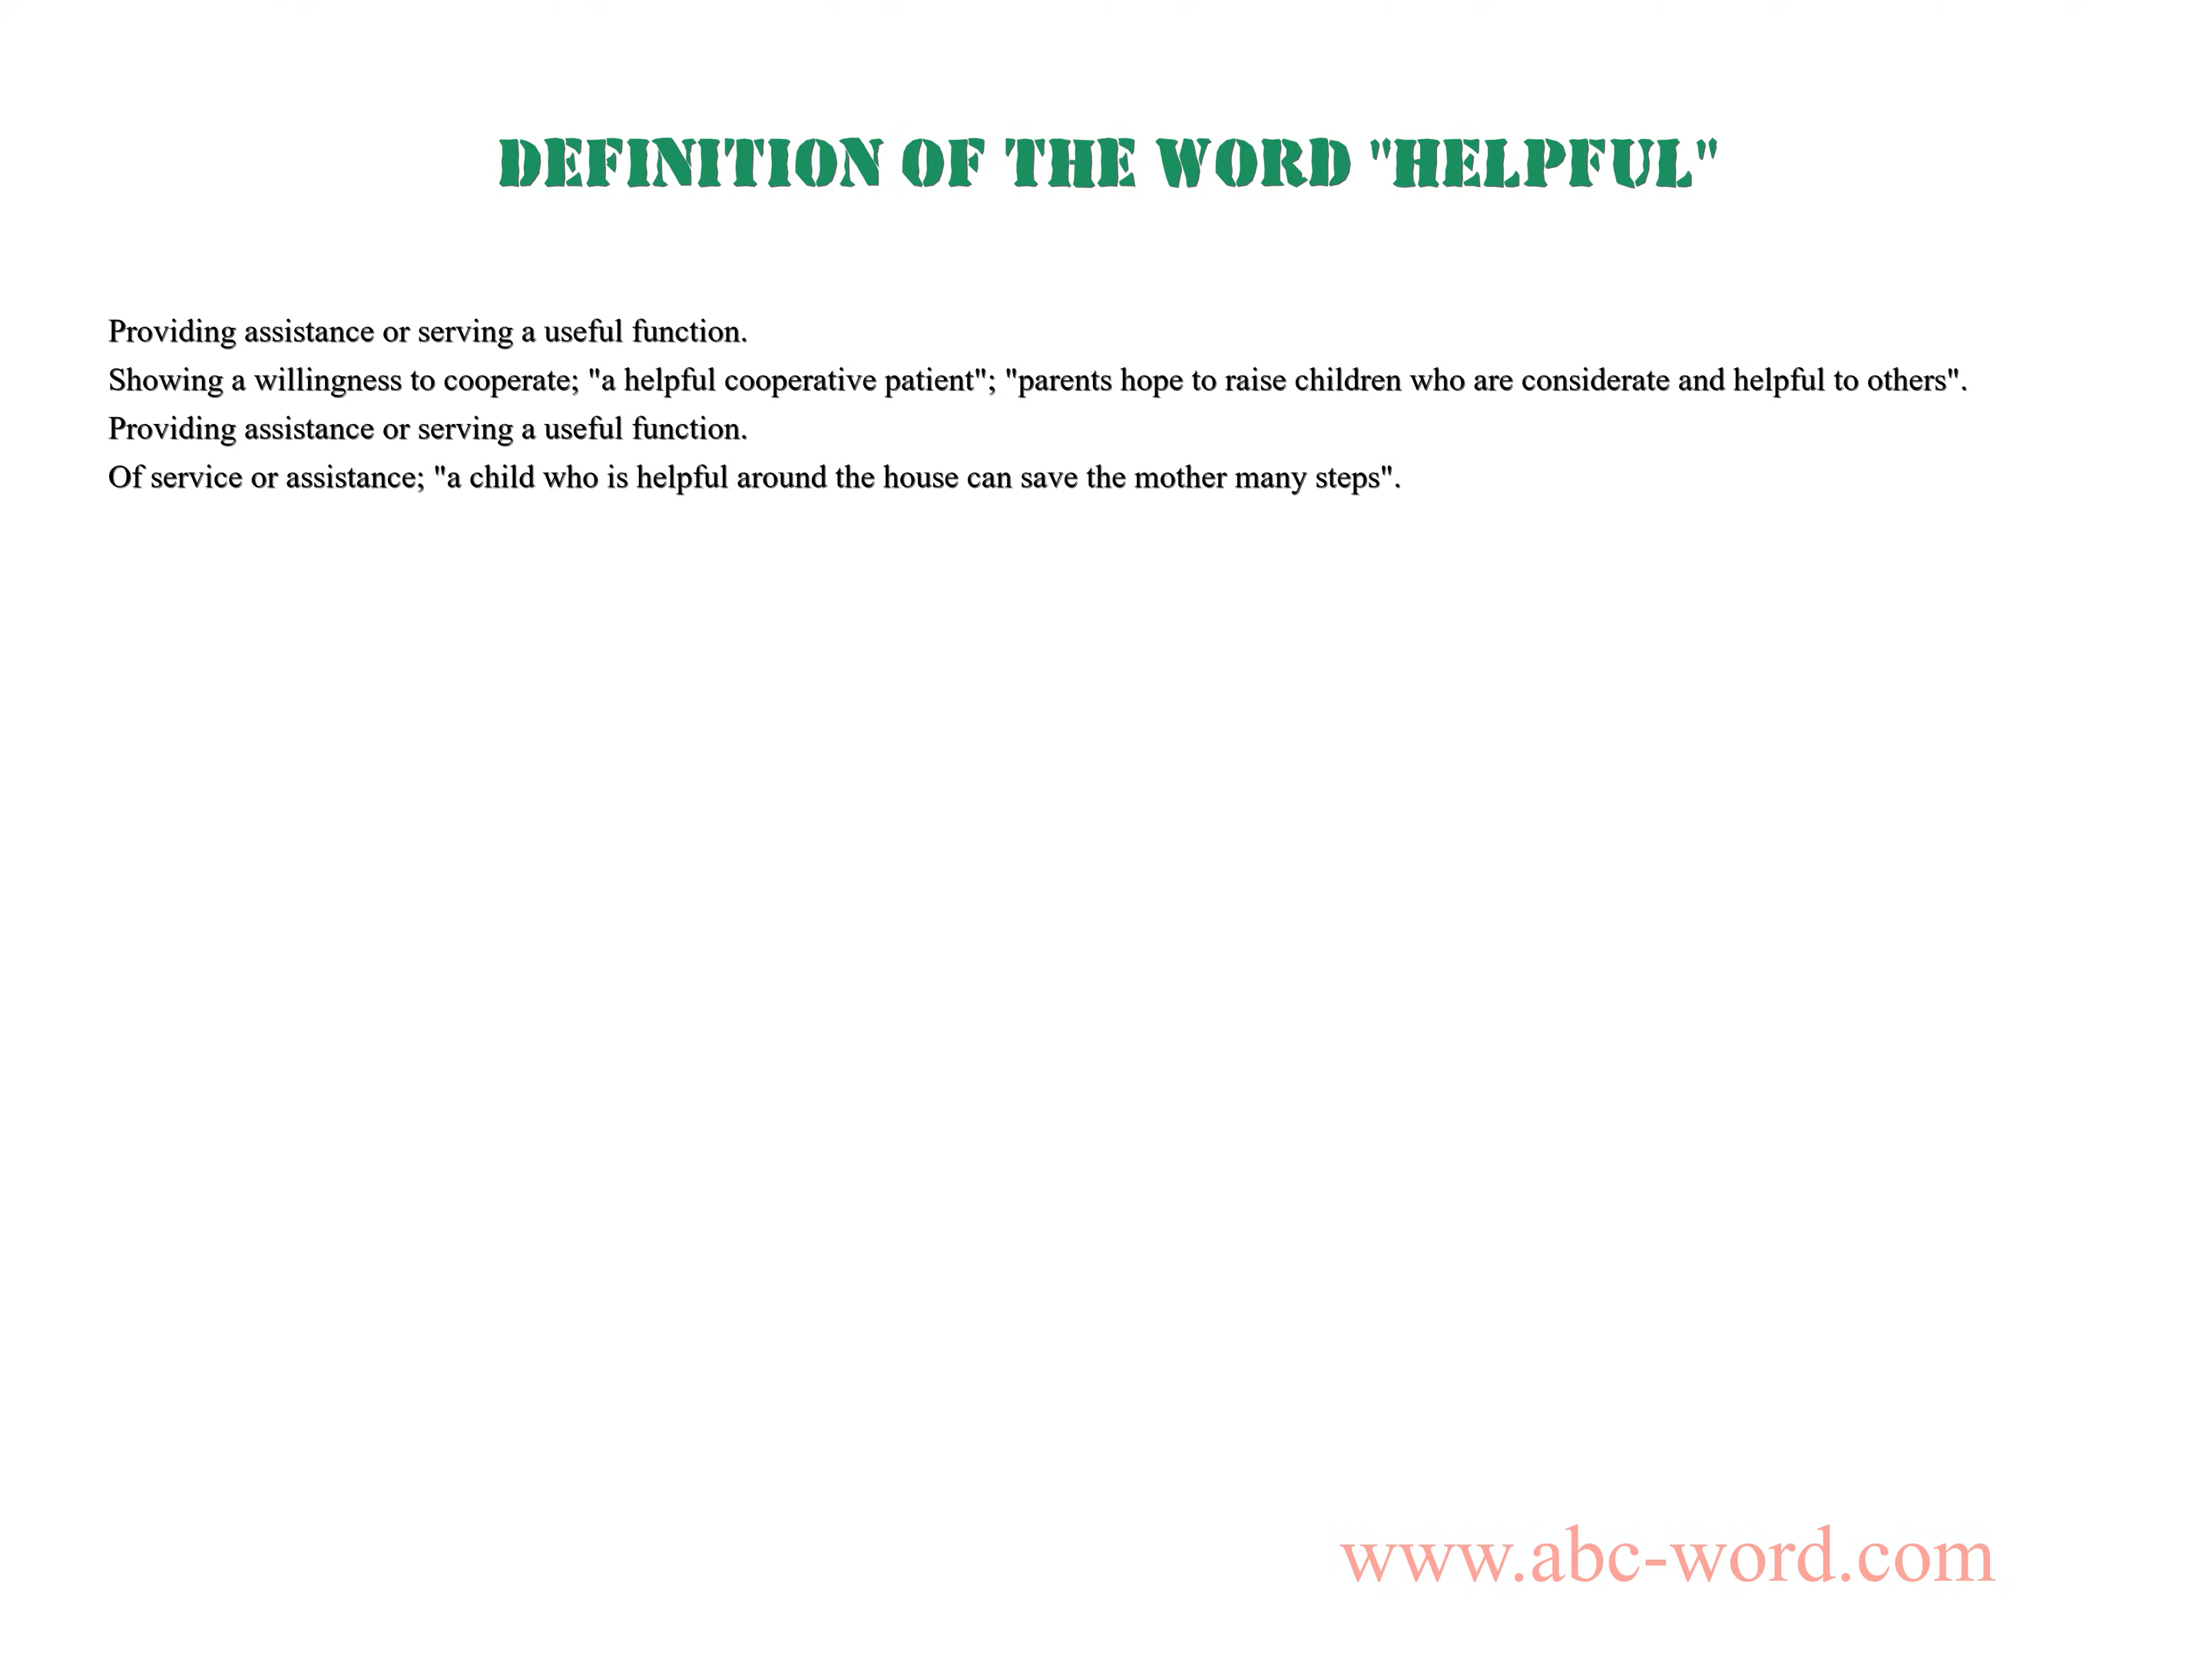 DEFINITION OF THE WORD "HELPFUL"
Providing assistance or serving a useful function.
Showing a willingness to cooperate; "a helpful cooperative patient"; "parents hope to raise children who are considerate and helpful to others".
Providing assistance or serving a useful function.
Of service or assistance; "a child who is helpful around the house can save the mother many steps".
www.abc-word.com